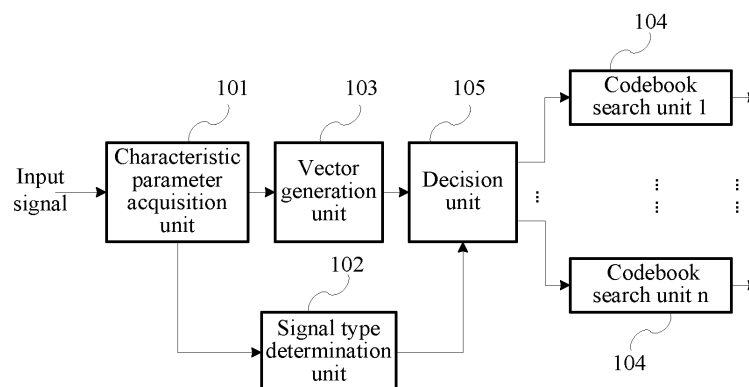 104
101
103
105
Codebook
search unit 1
Characteristic
parameter
acquisition
unit
Vector
generation
unit
Decision
unit
Input
signal
102
Codebook
search unit n
Signal type
determination
unit
104